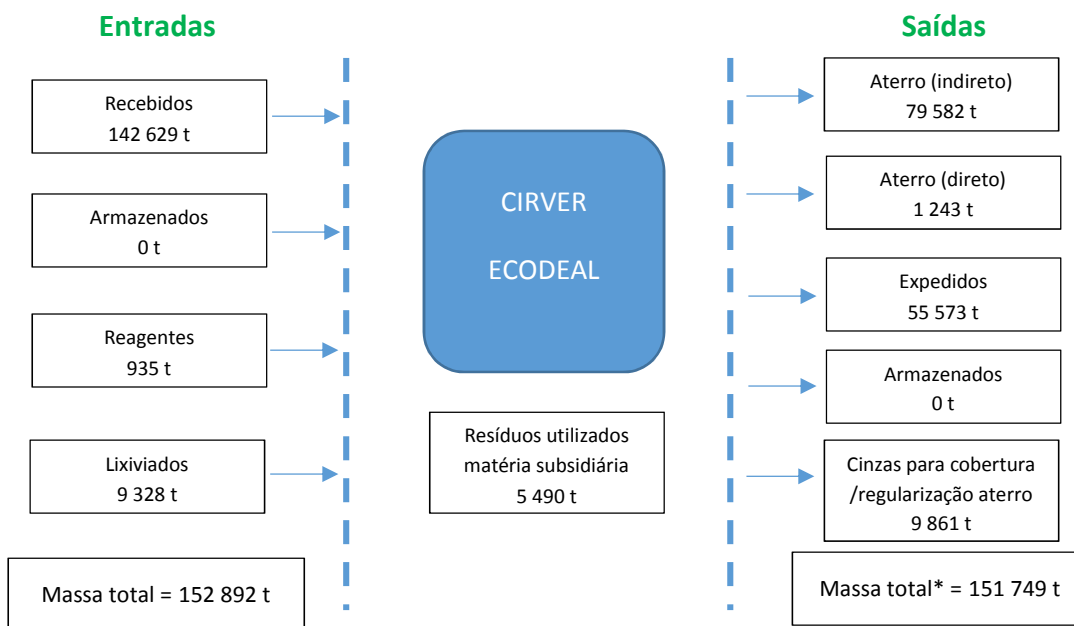 Entradas
Recebidos
142 629 t
Armazenados
0 t
Reagentes
935 t
Lixiviados
9 328 t
Massa total = 152 892 t
CIRVER
ECODEAL
Resíduos utilizados
matéria subsidiária
5 490 t
Saídas
Aterro (indireto)
79 582 t
Aterro (direto)
1 243 t
Expedidos
55 573 t
Armazenados
0 t
Cinzas para cobertura
/regularização aterro
9 861 t
Massa total* = 151 749 t